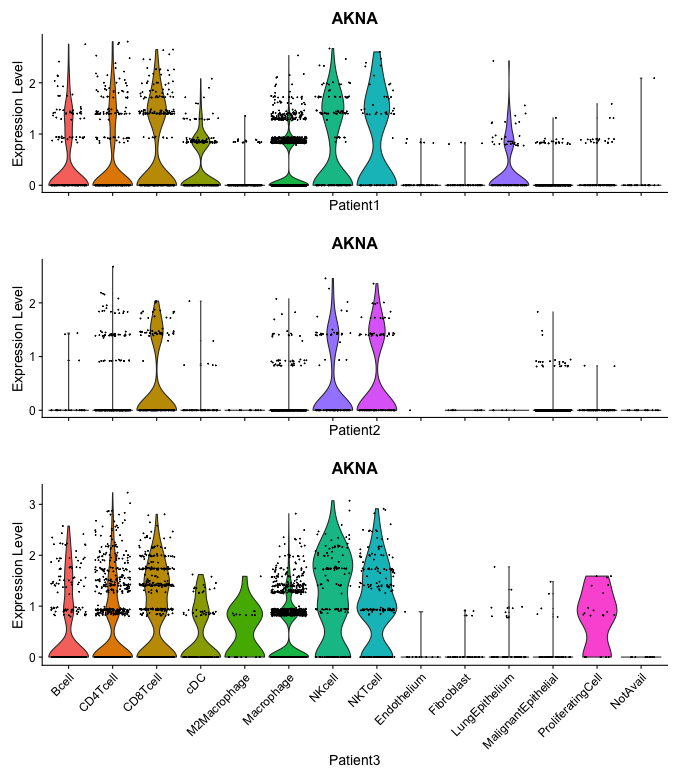 AKNA
Expression Level
2
1
0
Patient1
AKNA
Expression Level
2
1
0
Patient2
AKNA
Expression Level
3
2
1
0
Bcell
CD4Tcell
CD8Tcell
cDC
M2Macrophage
Macrophage
NKcell
NKTcell
Endothelium
Fibroblast
LungEpithelium
MalignantEpithelial
ProliferatingCell
NotAvail
Patient3